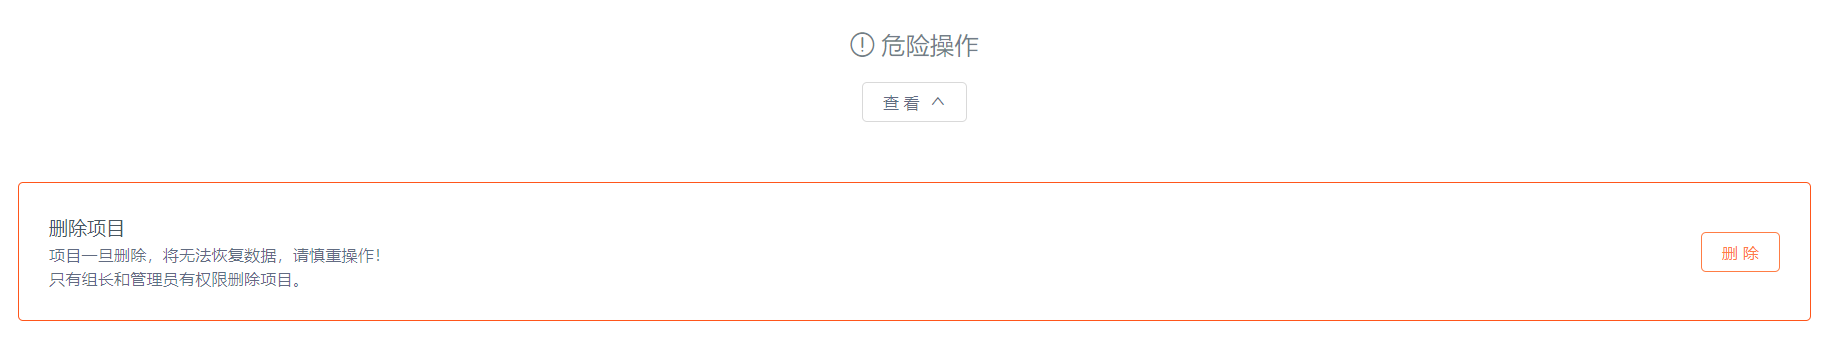 危险操作
查 看
删除项目
项目一旦删除，将无法恢复数据，请慎重操作！
只有组长和管理员有权限删除项目。
删 除